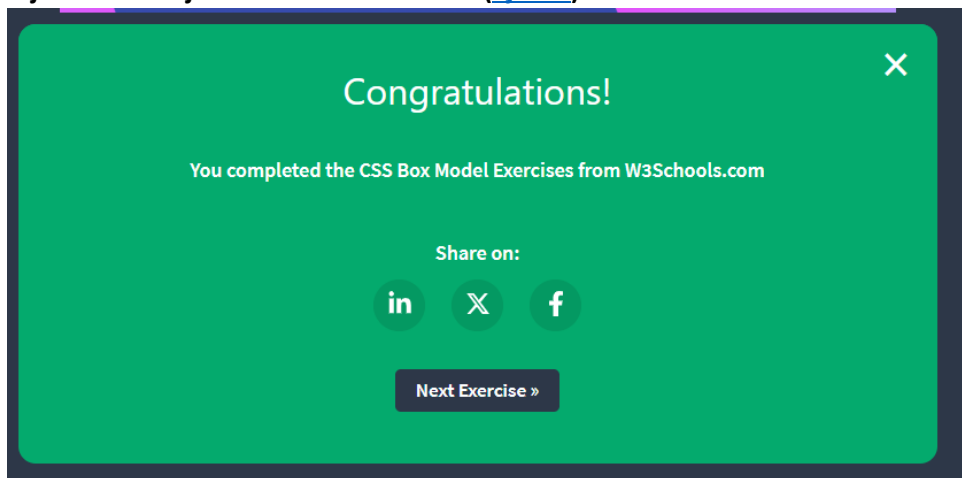 Congratulations!
You completed the CSS Box Model Exercises from W3Schools.com
Share on:
in X f
Next Exercise »